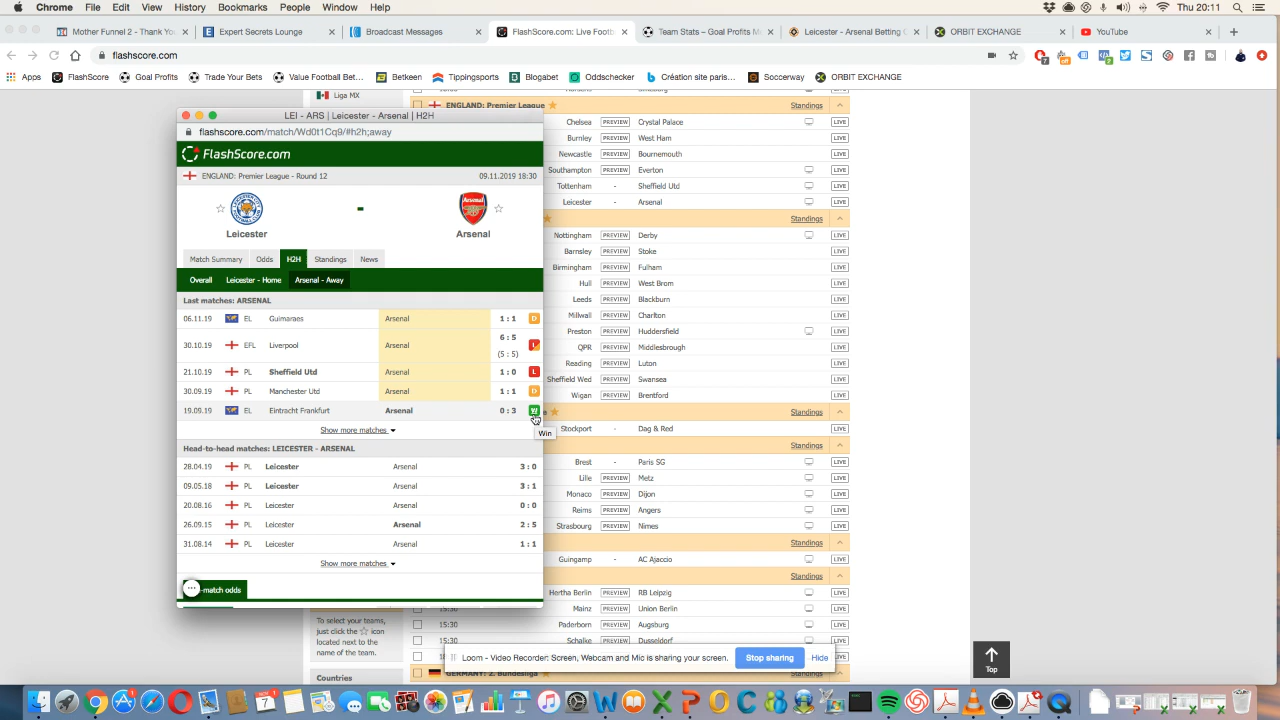 Chrome File Edit View History Bookmarks People Window Help Thu 20:11
Mother Funnel 2 - Thank You Expert Secrets Lounge Broadcast Messages FlashScore.com: Live Footb Team Stats – Goal Profits M Leicester - Arsenal Betting ORBIT EXCHANGE YouTube
flashscore.com
Apps FlashScore Goal Profits Trade Your Bets Value Football Bet... Betkeen Tippingsports Blogabet Oddschecker Création site pari... Soccerway ORBIT EXCHANGE
Liga MX
ENGLAND: Premier League Standings
LEI - ARS | Leicester - Arsenal | H2H
Chelsea PREVIEW Crystal Palace LIVE
flashscore.com/match/Wd0t1Cq9/#h2h;away
Burnley PREVIEW West Ham LIVE
FlashScore.com
Newcastle PREVIEW Bournemouth LIVE
Southampton PREVIEW Everton LIVE
ENGLAND: Premier League - Round 12 09.11.2019 18:30
Tottenham - Sheffield Utd LIVE
Leicester - Arsenal LIVE
-
Standings
Leicester Arsenal
Nottingham PREVIEW Derby LIVE
Barnsley PREVIEW Stoke LIVE
Match Summary Odds H2H Standings News
Birmingham PREVIEW Fulham LIVE
Overall Leicester - Home Arsenal - Away
Hull PREVIEW West Brom LIVE
Last matches: ARSENAL
Leeds PREVIEW Blackburn LIVE
06.11.19 EL Guimaraes Arsenal 1 : 1 D
Millwall PREVIEW Charlton LIVE
Preston PREVIEW Huddersfield LIVE
30.10.19 EFL Liverpool Arsenal 6 : 5 (5 : 5) L
QPR PREVIEW Middlesbrough LIVE
Reading PREVIEW Luton LIVE
21.10.19 PL Sheffield Utd Arsenal 1 : 0 L
Sheffield Wed PREVIEW Swansea LIVE
30.09.19 PL Manchester Utd Arsenal 1 : 1 D
Wigan PREVIEW Brentford LIVE
19.09.19 EL Eintracht Frankfurt Arsenal 0 : 3 W
Standings
Show more matches
Win
Stockport - Dag & Red LIVE
Head-to-head matches: LEICESTER - ARSENAL
Standings
28.04.19 PL Leicester Arsenal 3 : 0
Brest - Paris SG LIVE
09.05.18 PL Leicester Arsenal 3 : 1
Lille PREVIEW Metz LIVE
20.08.16 PL Leicester Arsenal 0 : 0
Monaco PREVIEW Dijon LIVE
26.09.15 PL Leicester Arsenal 2 : 5
Reims PREVIEW Angers LIVE
31.08.14 PL Leicester Arsenal 1 : 1
Strasbourg PREVIEW Nimes LIVE
Show more matches
Standings
Guingamp - AC Ajaccio LIVE
-match odds
Standings
Hertha Berlin PREVIEW RB Leipzig LIVE
15:30 Mainz PREVIEW Union Berlin LIVE
To select your teams,
just click the icon
located next to the
name of the team.
15:30 Paderborn PREVIEW Augsburg LIVE
15:30 Schalke PREVIEW Dusseldorf LIVE
Loom - Video Recorder: Screen, Webcam and Mic is sharing your screen. Stop sharing Hide
LIVE
GERMANY: 2. Bundesliga Standings
Countries
Top